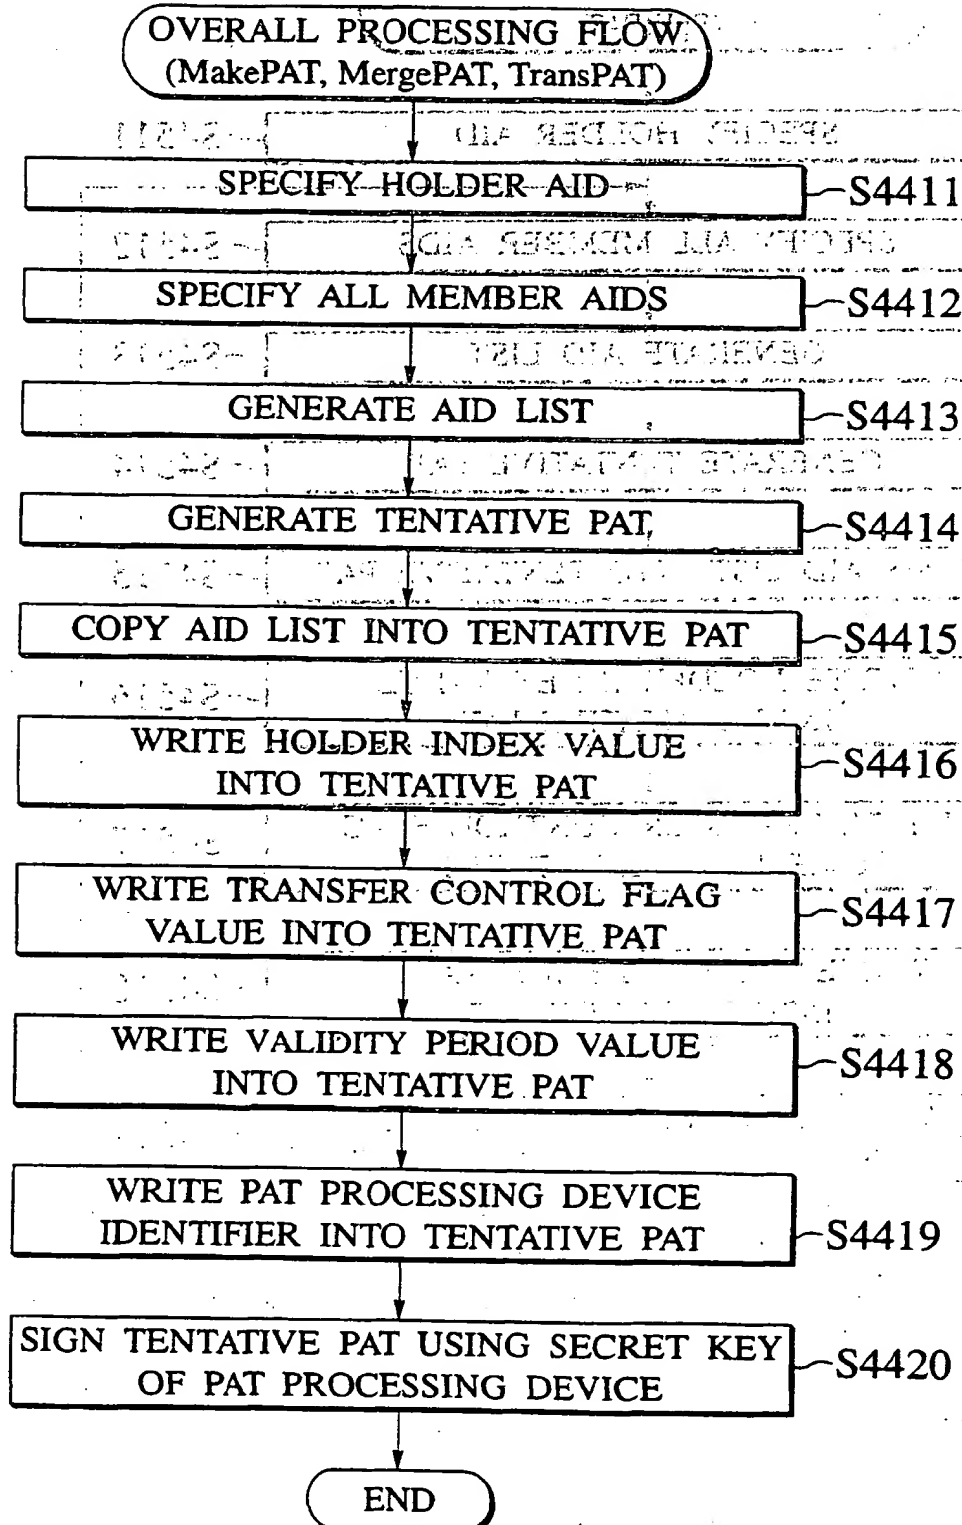 OVERALL PROCESSING FLOW
(MakePAT, MergePAT, TransPAT)
SPECIFY HOLDER AID
S4411
SPECIFY ALL MEMBER AIDS
S4412
GENERATE AID LIST
S4413
GENERATE TENTATIVE PAT
S4414
COPY AID LIST INTO TENTATIVE PAT
S4415
WRITE HOLDER INDEX VALUE
INTO TENTATIVE PAT
S4416
WRITE TRANSFER CONTROL FLAG
VALUE INTO TENTATIVE PAT
S4417
WRITE VALIDITY PERIOD VALUE
INTO TENTATIVE PAT
S4418
WRITE PAT PROCESSING DEVICE
IDENTIFIER INTO TENTATIVE PAT
S4419
SIGN TENTATIVE PAT USING SECRET KEY
OF PAT PROCESSING DEVICE
S4420
END